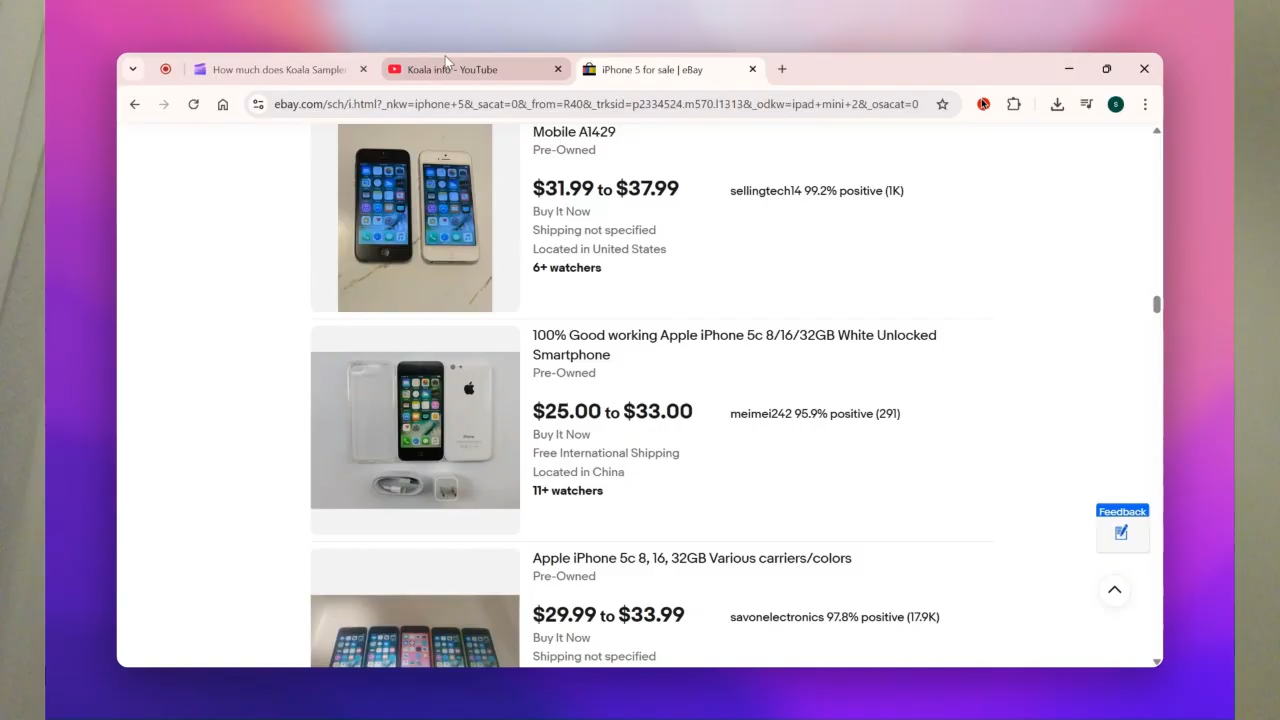 How much does Koala Sampler
Koala info - YouTube
iPhone 5 for sale | eBay
ebay.com/sch/i.html?_nkw=iphone+5&_sacat=0&_from=R40&_trksid=p2334524.m570.l1313&_odkw=ipad+mini+2&_osacat=0
S
Mobile A1429
Pre-Owned
$31.99 to $37.99
sellingtech14 99.2% positive (1K)
Buy It Now
Shipping not specified
Located in United States
6+ watchers
100% Good working Apple iPhone 5c 8/16/32GB White Unlocked
Smartphone
Pre-Owned
$25.00 to $33.00
meimei242 95.9% positive (291)
Buy It Now
Free International Shipping
Located in China
11+ watchers
Feedback
Apple iPhone 5c 8, 16, 32GB Various carriers/colors
Pre-Owned
$29.99 to $33.99
savonelectronics 97.8% positive (17.9K)
Buy It Now
Shipping not specified